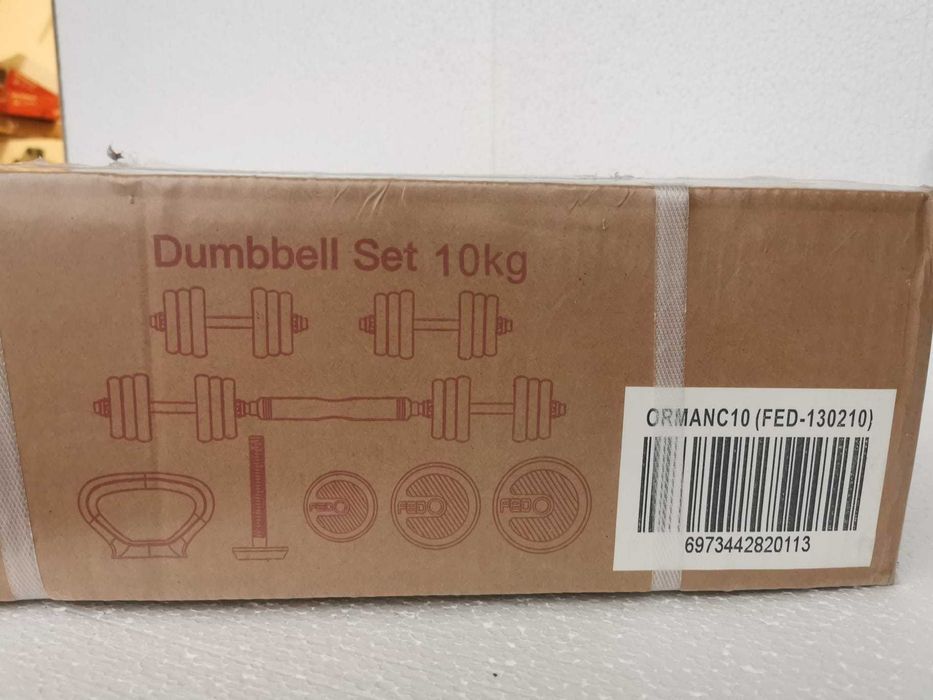 Dumbbell Set 10kg
FED
FED
FED
ORMANC10 (FED-130210)
6973442820113